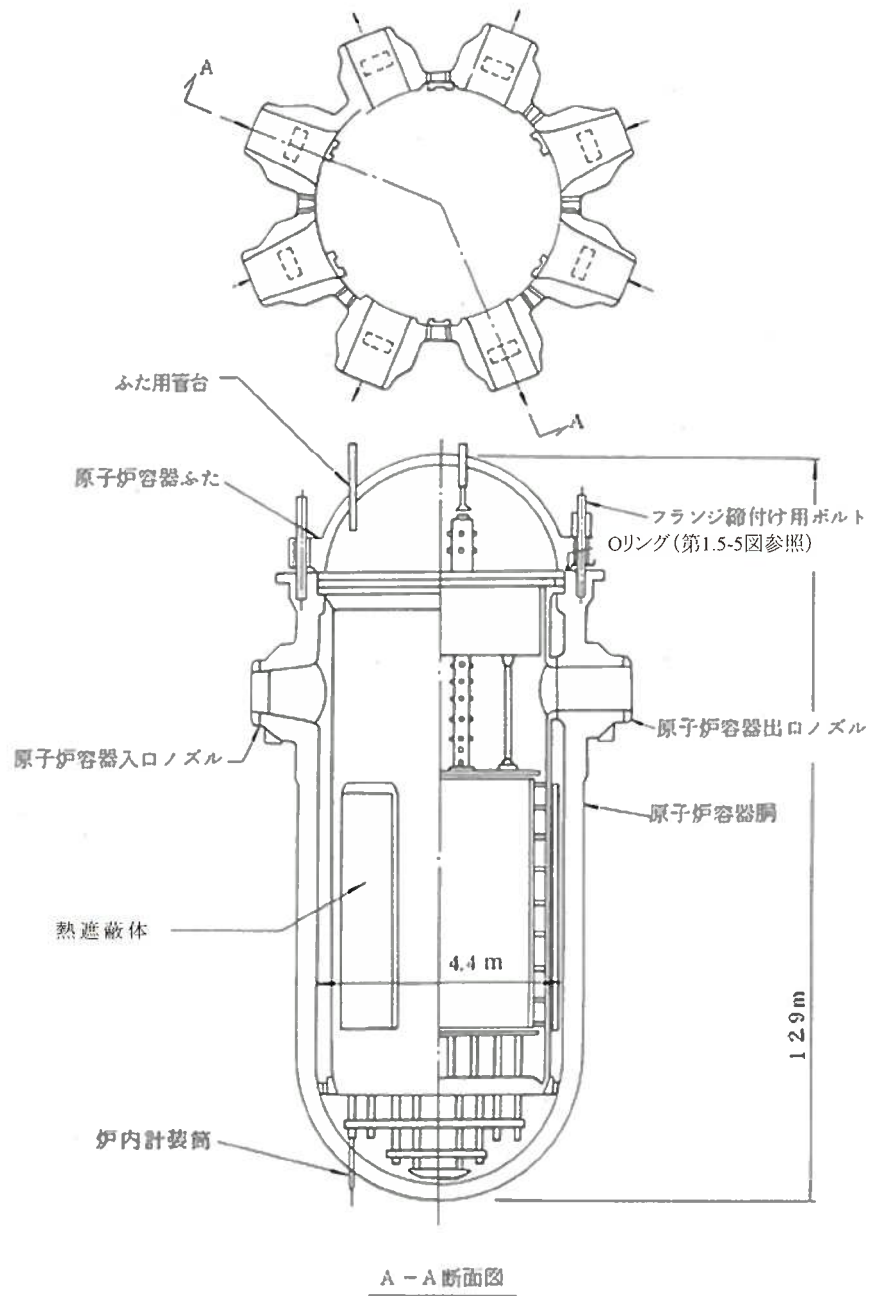 A
A
ふた用管台
原子炉容器ふた
フランジ締付け用ボルト
Oリング(第1.5-5図参照)
原子炉容器入口ノズル
原子炉容器出口ノズル
原子炉容器胴
熱遮蔽体
4.4 m
12.9m
炉内計装筒
A-A断面図